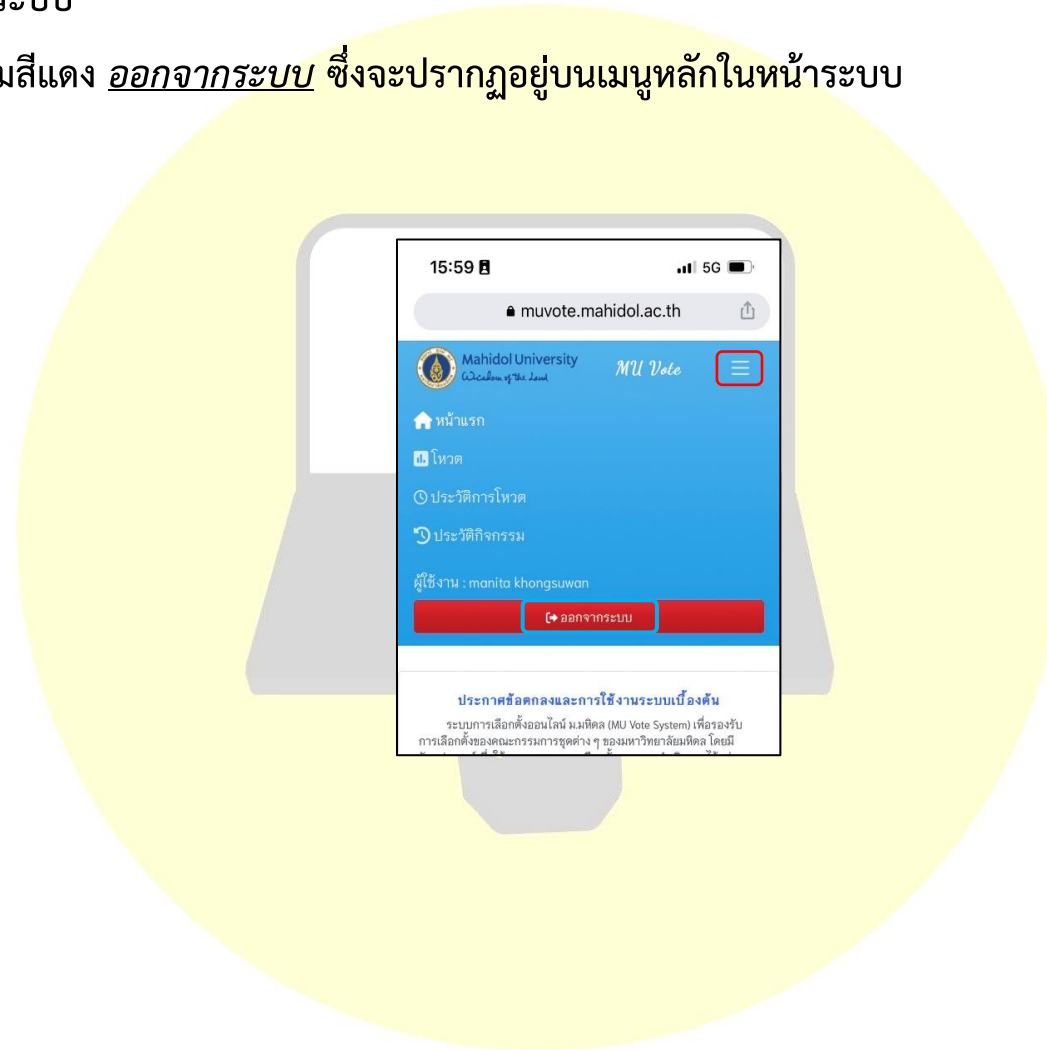 มสีแดง ออกจากระบบ ซึ่งจะปรากฏอยู่บนเมนูหลักในหน้าระบบ
15:59
5G
muvote.mahidol.ac.th
Mahidol University
Wisdom of the Land
MU Vote
หน้าแรก
โหวต
ประวัติการโหวต
ประวัติกิจกรรม
ผู้ใช้งาน : manita khongsuwan
ออกจากระบบ
ประกาศข้อตกลงและการใช้งานระบบเบื้องต้น
ระบบการเลือกตั้งออนไลน์ ม.มหิดล (MU Vote System) เพื่อรองรับ
การเลือกตั้งของคณะกรรมการชุดต่าง ๆ ของมหาวิทยาลัยมหิดล โดยมี